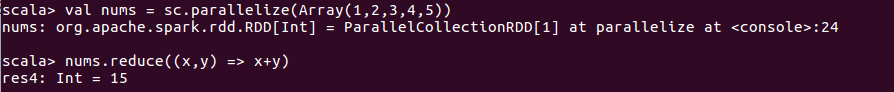 scala> val nums = sc.parallelize(Array(1,2,3,4,5))
nums: org.apache.spark.rdd.RDD[Int] = ParallelCollectionRDD[1] at parallelize at <console>:24
scala> nums.reduce((x,y) => x+y)
res4: Int = 15